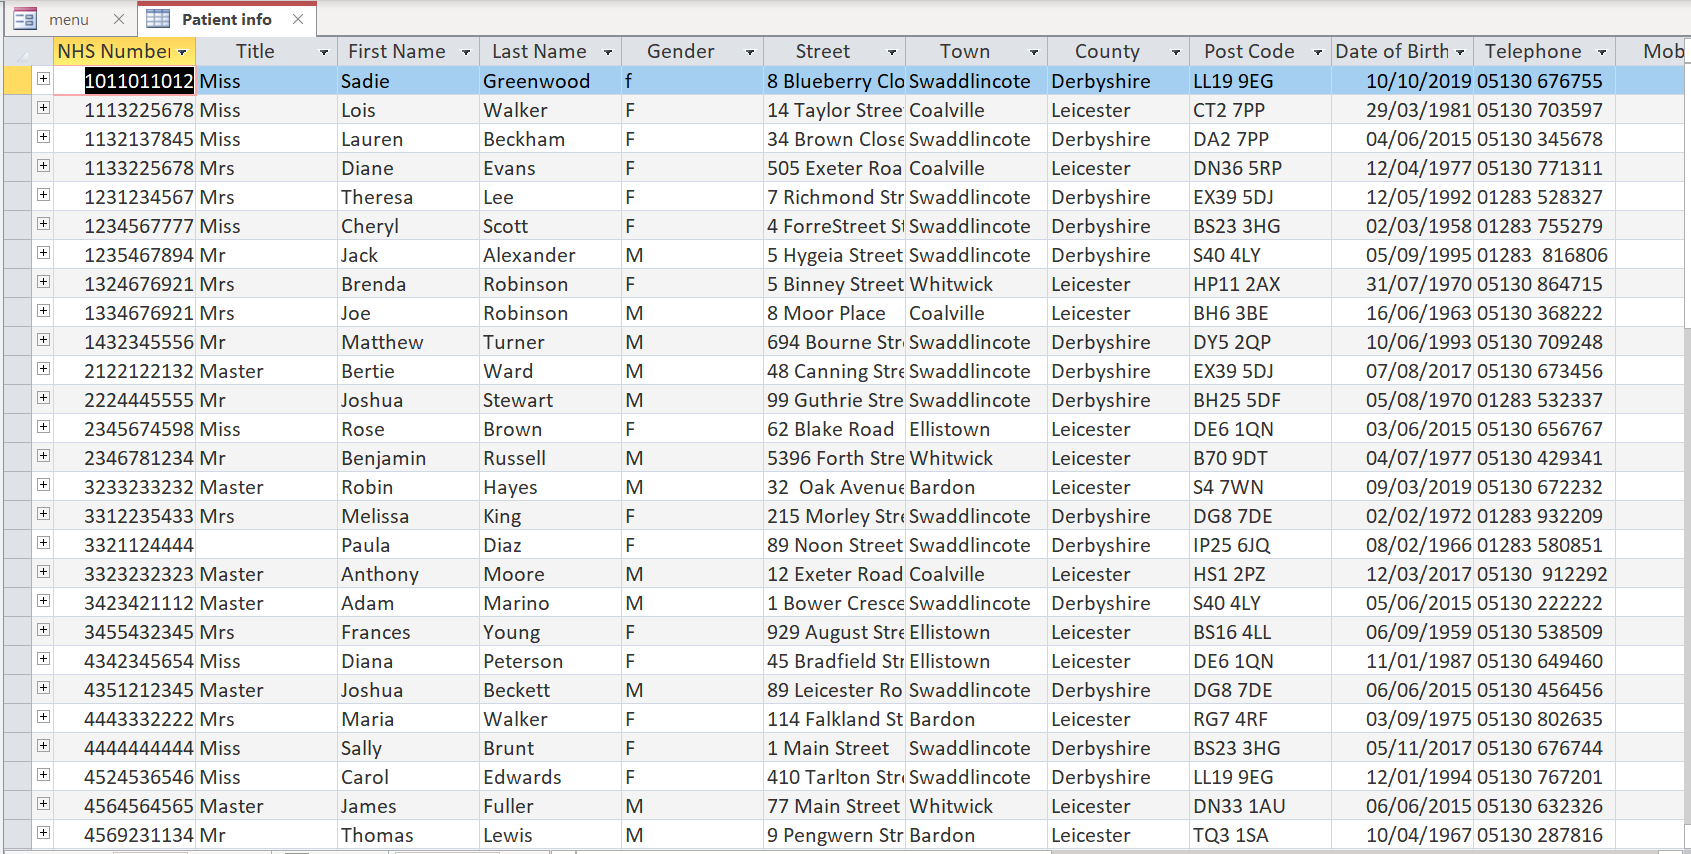 menu Patient info
NHS Number Title First Name Last Name Gender Street Town County Post Code Date of Birth Telephone Mob
1011011012 Miss Sadie Greenwood f 8 Blueberry Clo Swaddlincote Derbyshire LL19 9EG 10/10/2019 05130 676755
1113225678 Miss Lois Walker F 14 Taylor Stree Coalville Leicester CT2 7PP 29/03/1981 05130 703597
1132137845 Miss Lauren Beckham F 34 Brown Close Swaddlincote Derbyshire DA2 7PP 04/06/2015 05130 345678
1133225678 Mrs Diane Evans F 505 Exeter Roa Coalville Leicester DN36 5RP 12/04/1977 05130 771311
1231234567 Mrs Theresa Lee F 7 Richmond Str Swaddlincote Derbyshire EX39 5DJ 12/05/1992 01283 528327
1234567777 Miss Cheryl Scott F 4 ForreStreet St Swaddlincote Derbyshire BS23 3HG 02/03/1958 01283 755279
1235467894 Mr Jack Alexander M 5 Hygeia Street Swaddlincote Derbyshire S40 4LY 05/09/1995 01283 816806
1324676921 Mrs Brenda Robinson F 5 Binney Street Whitwick Leicester HP11 2AX 31/07/1970 05130 864715
1334676921 Mrs Joe Robinson M 8 Moor Place Coalville Leicester BH6 3BE 16/06/1963 05130 368222
1432345556 Mr Matthew Turner M 694 Bourne Stre Swaddlincote Derbyshire DY5 2QP 10/06/1993 05130 709248
2122122132 Master Bertie Ward M 48 Canning Stre Swaddlincote Derbyshire EX39 5DJ 07/08/2017 05130 673456
2224445555 Mr Joshua Stewart M 99 Guthrie Stre Swaddlincote Derbyshire BH25 5DF 05/08/1970 01283 532337
2345674598 Miss Rose Brown F 62 Blake Road Ellistown Leicester DE6 1QN 03/06/2015 05130 656767
2346781234 Mr Benjamin Russell M 5396 Forth Stre Whitwick Leicester B70 9DT 04/07/1977 05130 429341
3233233232 Master Robin Hayes M 32 Oak Avenue Bardon Leicester S4 7WN 09/03/2019 05130 672232
3312235433 Mrs Melissa King F 215 Morley Stre Swaddlincote Derbyshire DG8 7DE 02/02/1972 01283 932209
3321124444 Paula Diaz F 89 Noon Street Swaddlincote Derbyshire IP25 6JQ 08/02/1966 01283 580851
3323232323 Master Anthony Moore M 12 Exeter Road Coalville Leicester HS1 2PZ 12/03/2017 05130 912292
3423421112 Master Adam Marino M 1 Bower Cresce Swaddlincote Derbyshire S40 4LY 05/06/2015 05130 222222
3455432345 Mrs Frances Young F 929 August Stre Ellistown Leicester BS16 4LL 06/09/1959 05130 538509
4342345654 Miss Diana Peterson F 45 Bradfield Str Ellistown Leicester DE6 1QN 11/01/1987 05130 649460
4351212345 Master Joshua Beckett M 89 Leicester Ro Swaddlincote Derbyshire DG8 7DE 06/06/2015 05130 456456
4443332222 Mrs Maria Walker F 114 Falkland St Bardon Leicester RG7 4RF 03/09/1975 05130 802635
4444444444 Miss Sally Brunt F 1 Main Street Swaddlincote Derbyshire BS23 3HG 05/11/2017 05130 676744
4524536546 Miss Carol Edwards F 410 Tarlton Stre Swaddlincote Derbyshire LL19 9EG 12/01/1994 05130 767201
4564564565 Master James Fuller M 77 Main Street Whitwick Leicester DN33 1AU 06/06/2015 05130 632326
4569231134 Mr Thomas Lewis M 9 Pengwern Str Bardon Leicester TQ3 1SA 10/04/1967 05130 287816